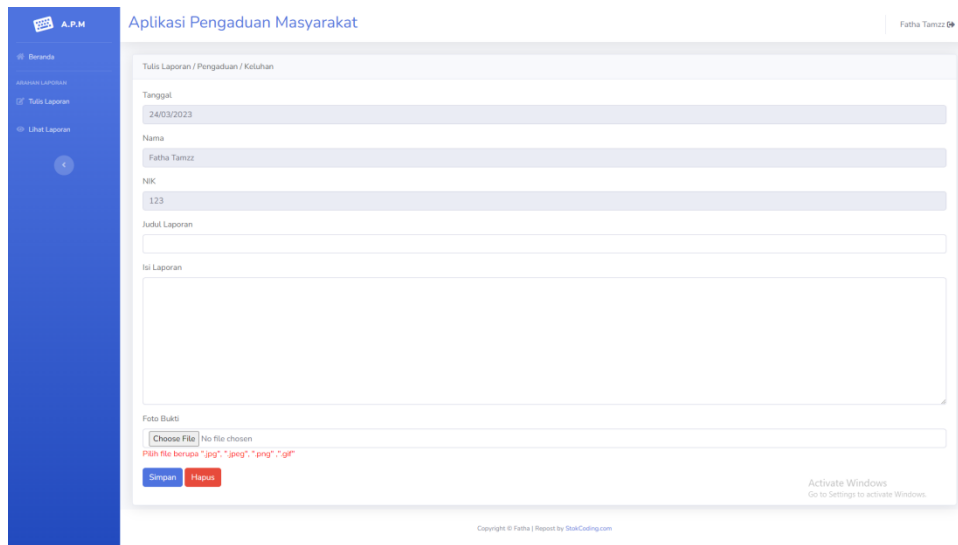 A.P.M
Aplikasi Pengaduan Masyarakat
Fatha Tamzz
Beranda
Tulis Laporan
Lihat Laporan
Tulis Laporan / Pengaduan / Keluhan
Tanggal
24/03/2023
Nama
Fatha Tamzz
NIK
123
Judul Laporan
Isi Laporan
Foto Bukti
Choose File No file chosen
Pilih file berupa ".jpg", ".jpeg", ".png" ,".gif"
Simpan Hapus
Activate Windows
Go to Settings to activate Windows.
Copyright © Fatha | Repost by StokCoding.com